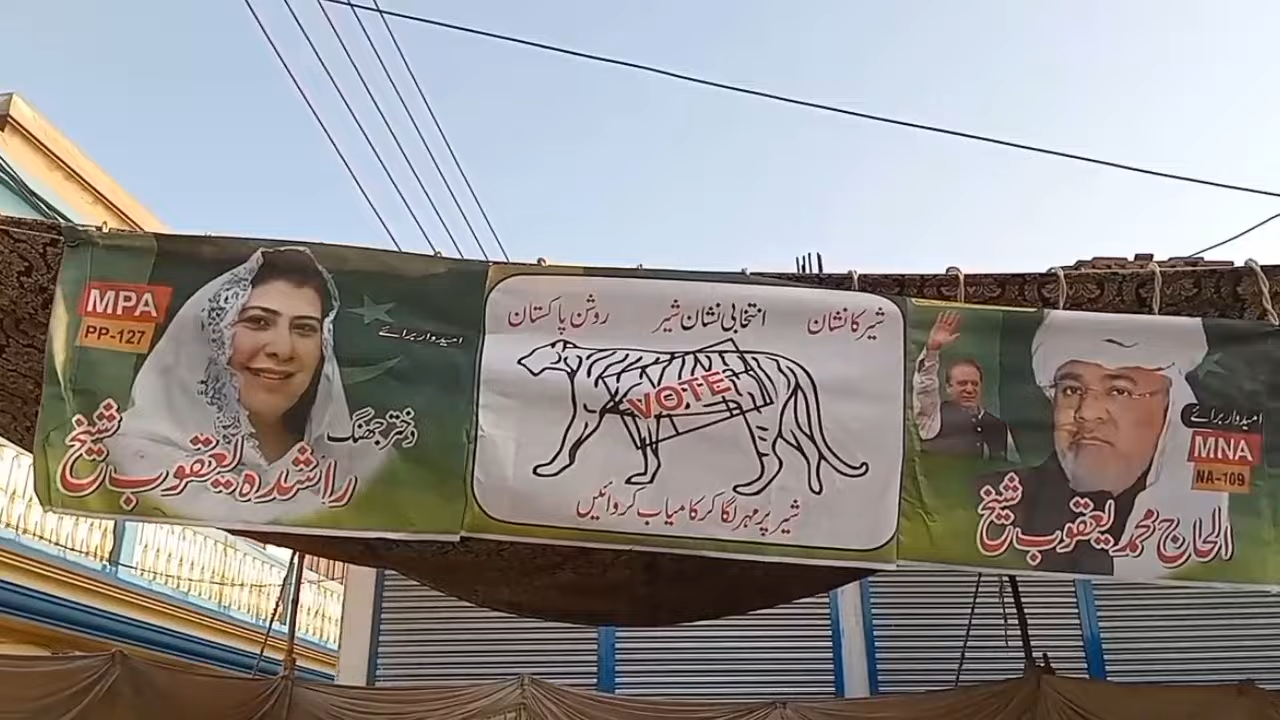 MPA
PP-127
امیدوار برائے
دختر جھنگ
راشدہ یعقوب شیخ
شیر کا نشان
انتخابی نشان شیر
روشن پاکستان
VOTE
شیر پر مہر لگا کر کامیاب کروائیں
امیدوار برائے
MNA
NA-109
الحاج محمد یعقوب شیخ